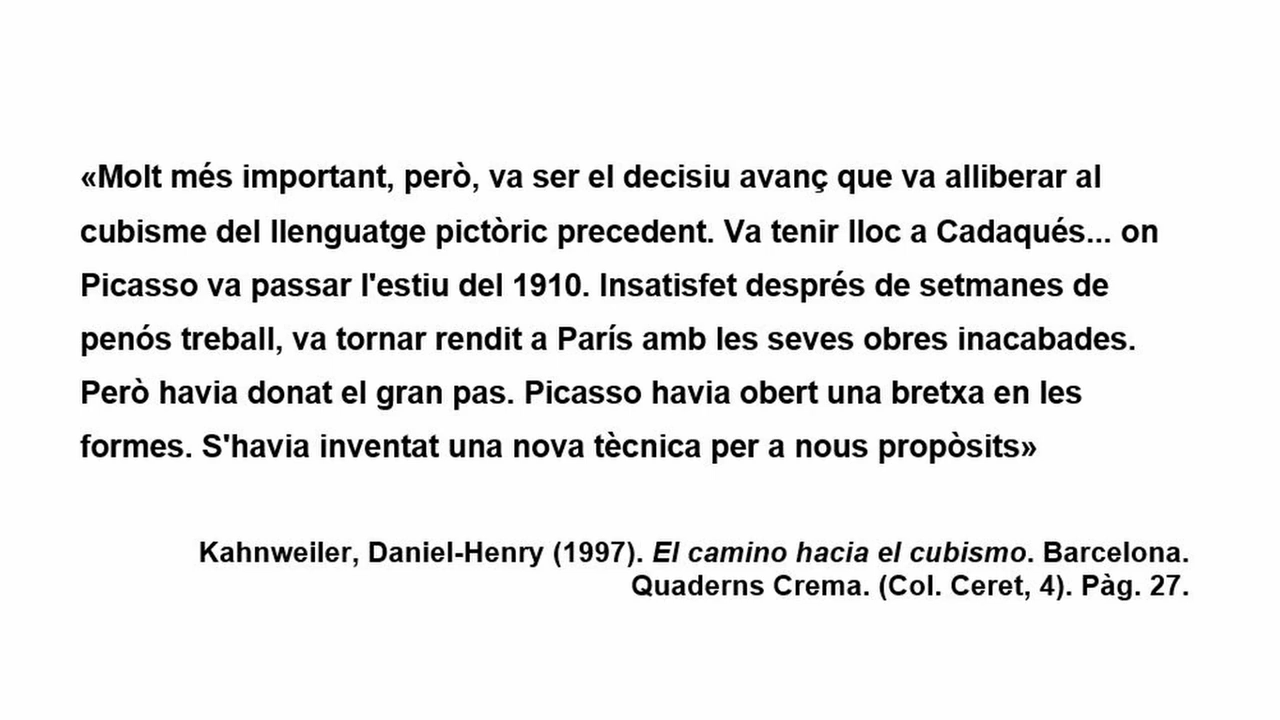 «Molt més important, però, va ser el decisiu avanç que va alliberar al
cubisme del llenguatge pictòric precedent. Va tenir lloc a Cadaqués... on
Picasso va passar l'estiu del 1910. Insatisfet després de setmanes de
penós treball, va tornar rendit a París amb les seves obres inacabades.
Però havia donat el gran pas. Picasso havia obert una bretxa en les
formes. S'havia inventat una nova tècnica per a nous propòsits»
Kahnweiler, Daniel-Henry (1997). El camino hacia el cubismo. Barcelona.
Quaderns Crema. (Col. Ceret, 4). Pàg. 27.